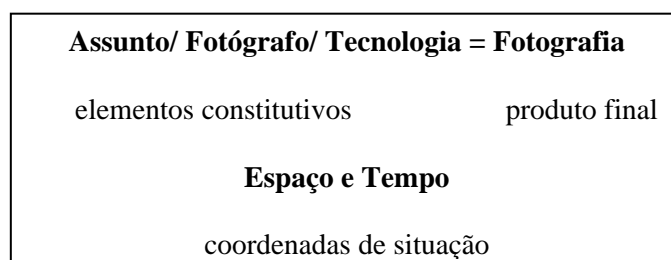 Assunto/ Fotógrafo/ Tecnologia = Fotografia
elementos constitutivos produto final
Espaço e Tempo
coordenadas de situação